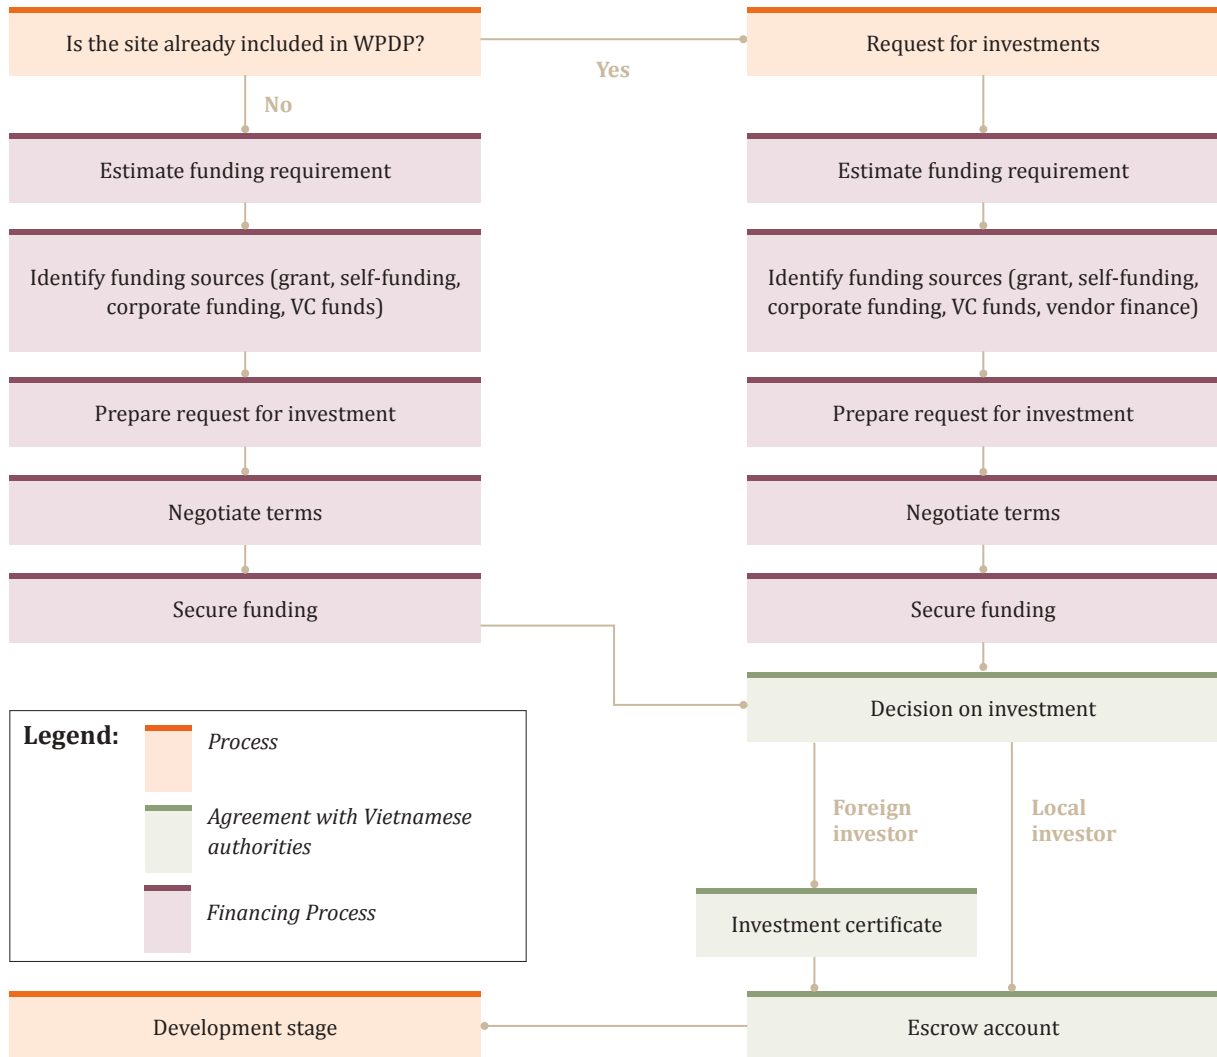 Is the site already included in WPDP?
Yes
Request for investments
No
Estimate funding requirement
Estimate funding requirement
Identify funding sources (grant, self-funding,
corporate funding, VC funds)
Identify funding sources (grant, self-funding,
corporate funding, VC funds, vendor finance)
Prepare request for investment
Prepare request for investment
Negotiate terms
Negotiate terms
Secure funding
Secure funding
Decision on investment
Legend:
Process
Agreement with Vietnamese
authorities
Financing Process
Foreign
investor
Local
investor
Investment certificate
Development stage
Escrow account